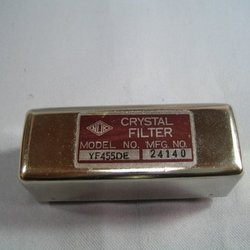 CRYSTAL
FILTER
MODEL NO. MFG. NO.
YF455DE 24140